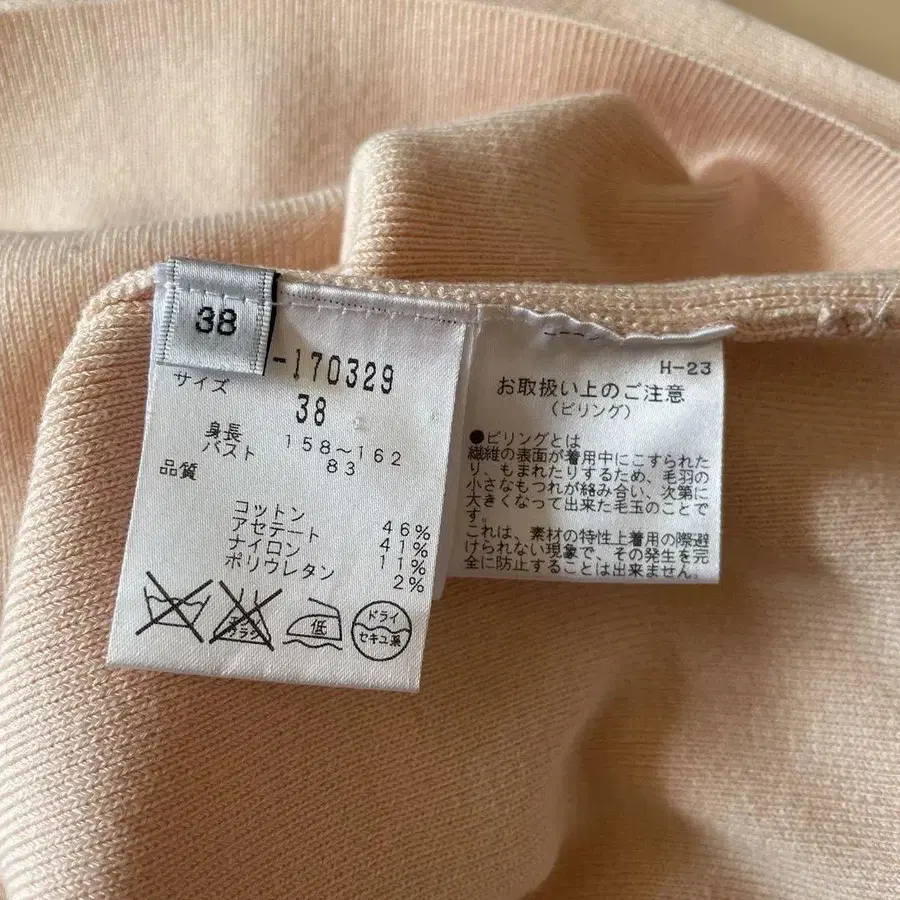 38
-170329
サイズ
38
身長 158~162
バスト 83
品質
コットン 46%
アセテート 41%
ナイロン 11%
ポリウレタン 2%
低
ドライ
セキユ系
H-23
お取扱い上のご注意
(ピリング)
●ピリングとは
繊維の表面が着用中にこすられた
り、もまれたりするため、毛羽の
小さなもつれが絡み合い、次第に
大きくなって出来た毛玉のことで
す。
これは、素材の特性上着用の際避
けられない現象で、その発生を完
全に防止することは出来ません。